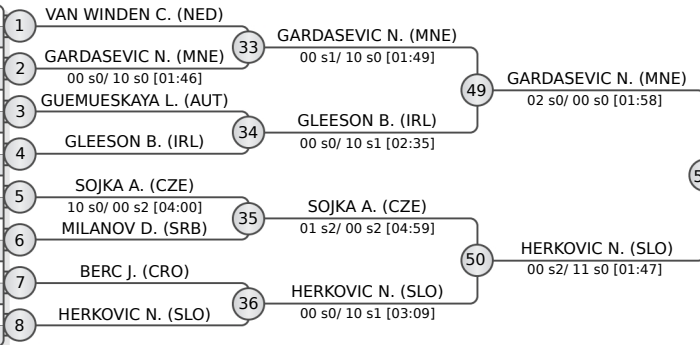 1
VAN WINDEN C. (NED)
2
GARDASEVIC N. (MNE)
00 s0/ 10 s0 [01:46]
33
GARDASEVIC N. (MNE)
00 s1/ 10 s0 [01:49]
3
GUEMUESKAYA L. (AUT)
4
GLEESON B. (IRL)
34
GLEESON B. (IRL)
00 s0/ 10 s1 [02:35]
49
GARDASEVIC N. (MNE)
02 s0/ 00 s0 [01:58]
5
SOJKA A. (CZE)
10 s0/ 00 s2 [04:00]
6
MILANOV D. (SRB)
35
SOJKA A. (CZE)
01 s2/ 00 s2 [04:59]
7
BERC J. (CRO)
8
HERKOVIC N. (SLO)
36
HERKOVIC N. (SLO)
00 s0/ 10 s1 [03:09]
50
HERKOVIC N. (SLO)
00 s2/ 11 s0 [01:47]